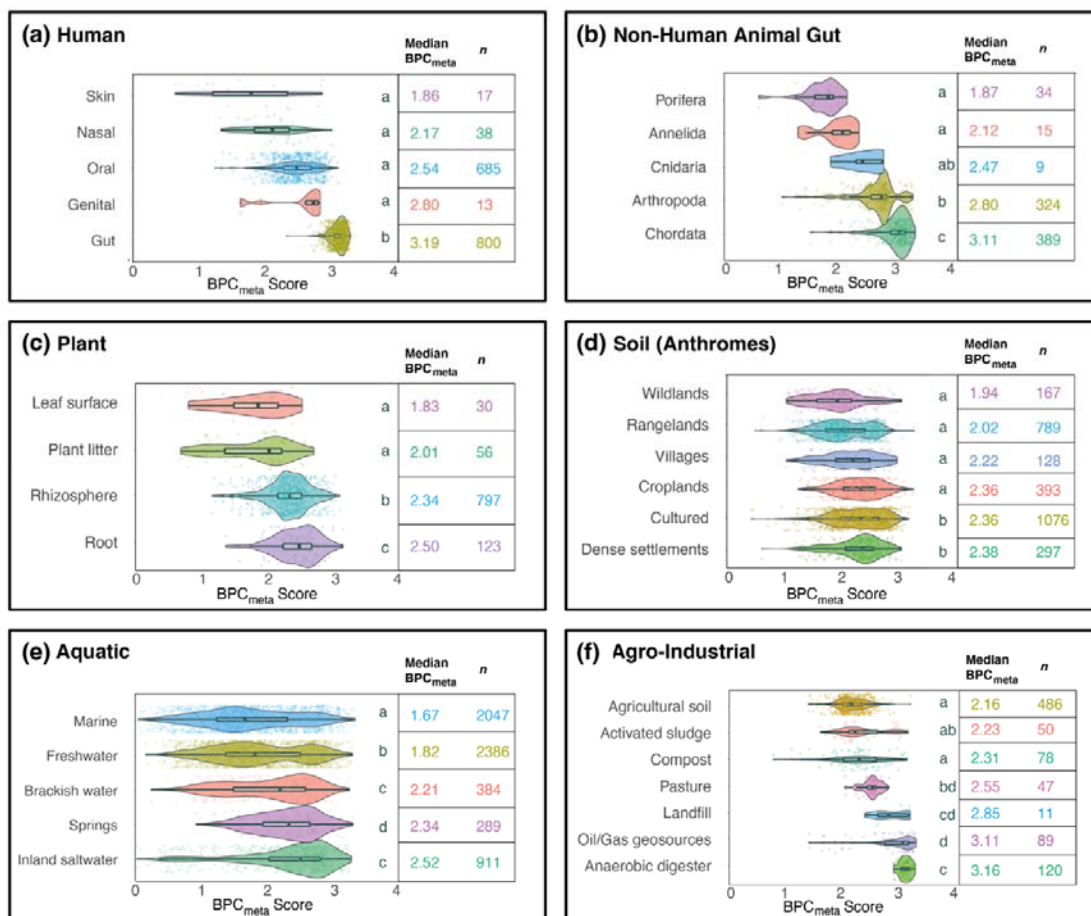 (a) Human
Median BPCmeta n
Skin a 1.86 17
Nasal a 2.17 38
Oral a 2.54 685
Genital a 2.80 13
Gut b 3.19 800
0 1 2 3 4
BPCmeta Score
(b) Non-Human Animal Gut
Median BPCmeta n
Porifera a 1.87 34
Annelida a 2.12 15
Cnidaria ab 2.47 9
Arthropoda b 2.80 324
Chordata c 3.11 389
0 1 2 3 4
BPCmeta Score
(c) Plant
Median BPCmeta n
Leaf surface a 1.83 30
Plant litter a 2.01 56
Rhizosphere b 2.34 797
Root c 2.50 123
0 1 2 3 4
BPCmeta Score
(d) Soil (Anthromes)
Median BPCmeta n
Wildlands a 1.94 167
Rangelands a 2.02 789
Villages a 2.22 128
Croplands a 2.36 393
Cultured b 2.36 1076
Dense settlements b 2.38 297
0 1 2 3 4
BPCmeta Score
(e) Aquatic
Median BPCmeta n
Marine a 1.67 2047
Freshwater b 1.82 2386
Brackish water c 2.21 384
Springs d 2.34 289
Inland saltwater c 2.52 911
0 1 2 3 4
BPCmeta Score
(f) Agro-Industrial
Median BPCmeta n
Agricultural soil a 2.16 486
Activated sludge ab 2.23 50
Compost a 2.31 78
Pasture bd 2.55 47
Landfill cd 2.85 11
Oil/Gas geosources d 3.11 89
Anaerobic digester c 3.16 120
0 1 2 3 4
BPCmeta Score